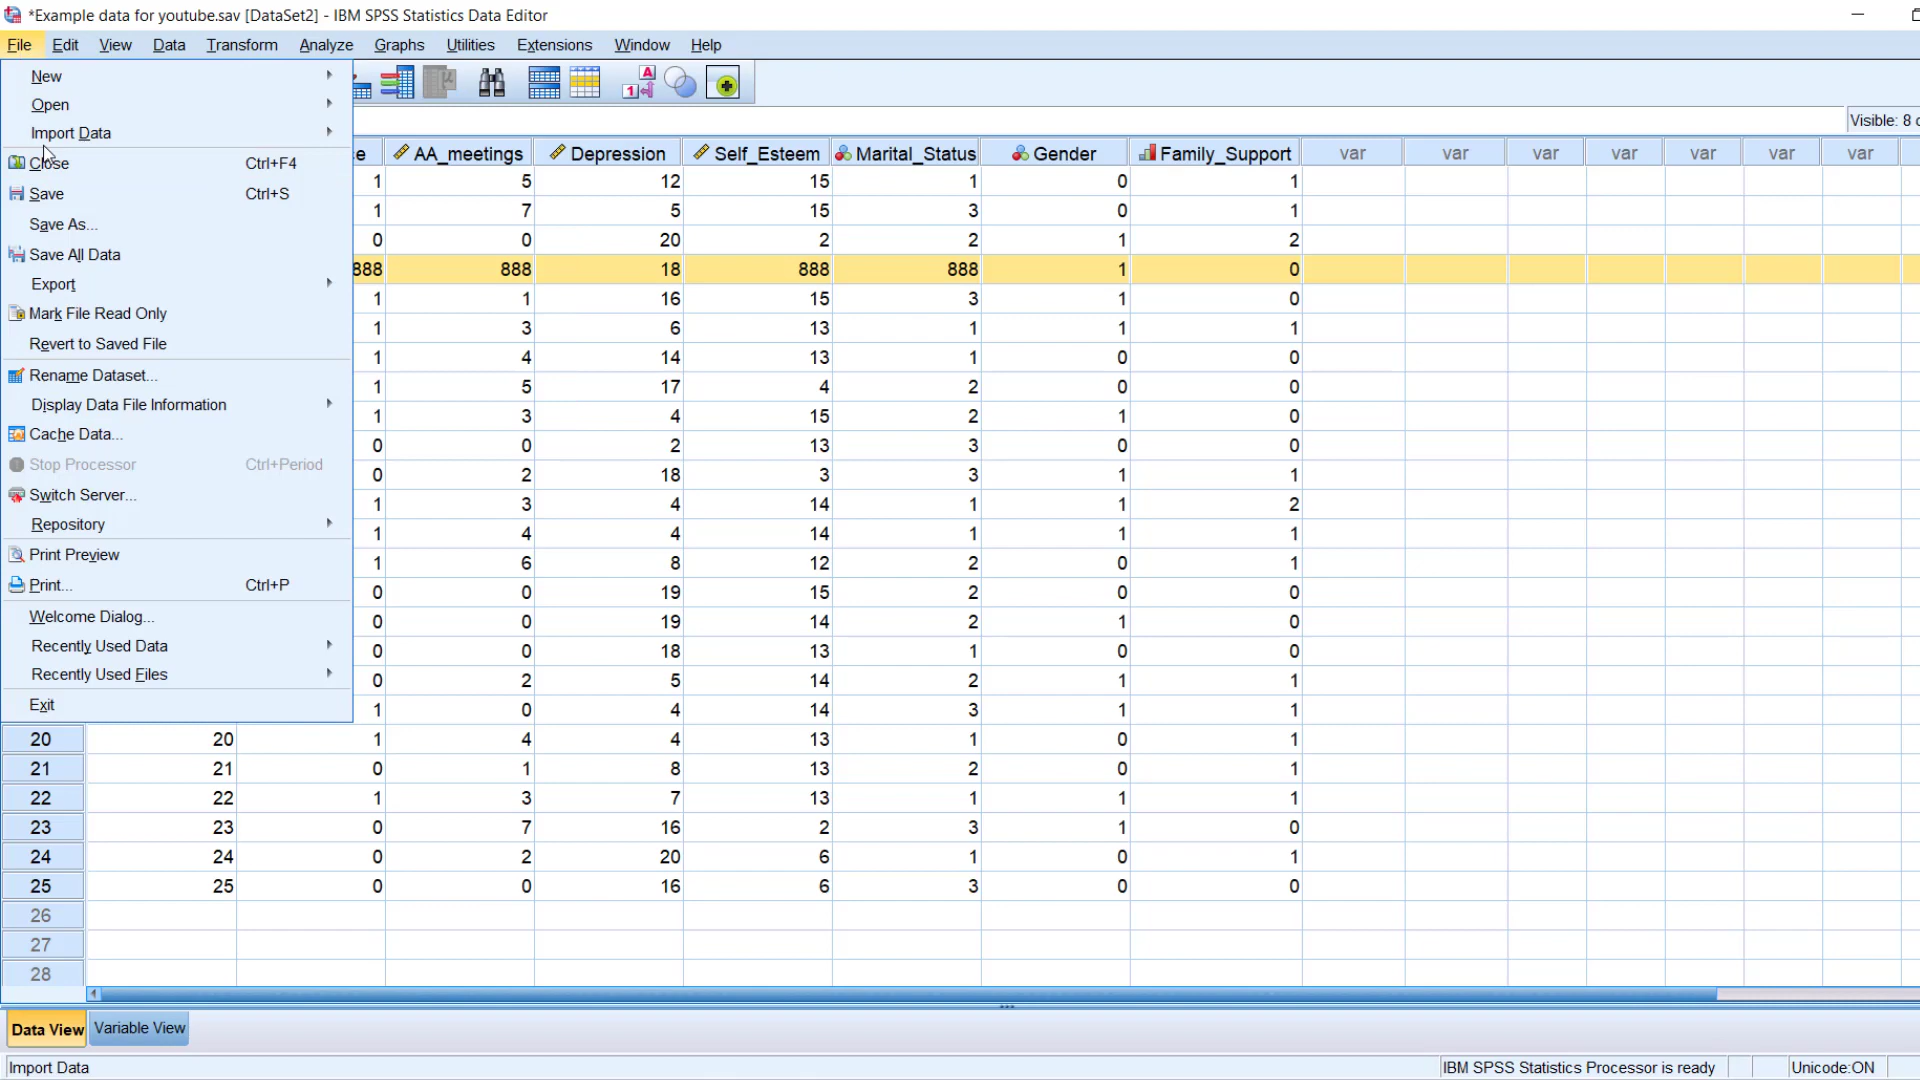 *Example data for youtube.sav [DataSet2] - IBM SPSS Statistics Data Editor
File Edit View Data Transform Analyze Graphs Utilities Extensions Window Help
New
Open
Import Data
Close Ctrl+F4
Save Ctrl+S
Save As...
Save All Data
Export
Mark File Read Only
Revert to Saved File
Rename Dataset...
Display Data File Information
Cache Data...
Stop Processor Ctrl+Period
Switch Server...
Repository
Print Preview
Print... Ctrl+P
Welcome Dialog...
Recently Used Data
Recently Used Files
Exit
Visible: 8 o
e AA_meetings Depression Self_Esteem Marital_Status Gender Family_Support var var var var var var var
1 5 12 15 1 0 1
1 7 5 15 3 0 1
0 0 20 2 2 1 2
888 888 18 888 888 1 0
1 1 16 15 3 1 0
1 3 6 13 1 1 1
1 4 14 13 1 0 0
1 5 17 4 2 0 0
1 3 4 15 2 1 0
0 0 2 13 3 0 0
0 2 18 3 3 1 1
1 3 4 14 1 1 2
1 4 4 14 1 1 1
1 6 8 12 2 0 1
0 0 19 15 2 0 0
0 0 19 14 2 1 0
0 0 18 13 1 0 0
0 2 5 14 2 1 1
1 0 4 14 3 1 1
20 20 1 4 4 13 1 0 1
21 21 0 1 8 13 2 0 1
22 22 1 3 7 13 1 1 1
23 23 0 7 16 2 3 1 0
24 24 0 2 20 6 1 0 1
25 25 0 0 16 6 3 0 0
26
27
28
Data View Variable View
Import Data IBM SPSS Statistics Processor is ready Unicode:ON